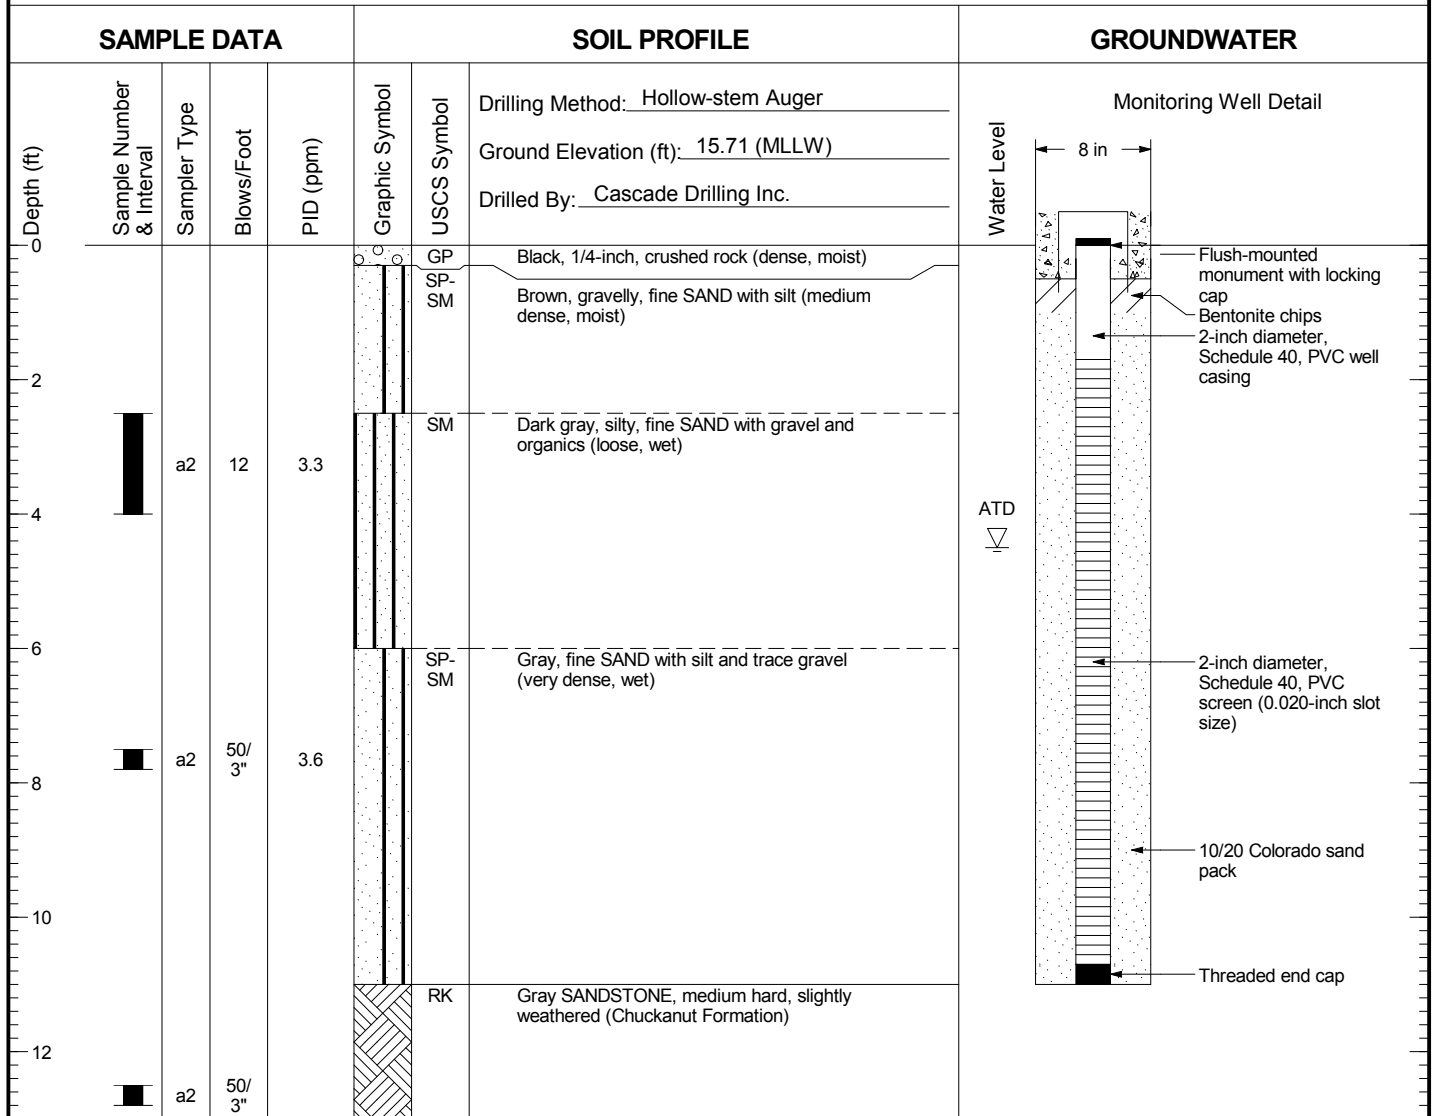 SAMPLE DATA
SOIL PROFILE
GROUNDWATER
Depth (ft)
Sample Number
& Interval
Sampler Type
Blows/Foot
PID (ppm)
Graphic Symbol
USCS Symbol
Drilling Method: Hollow-stem Auger
Ground Elevation (ft): 15.71 (MLLW)
Drilled By: Cascade Drilling Inc.
Water Level
Monitoring Well Detail
8 in
0
GP
Black, 1/4-inch, crushed rock (dense, moist)
SP-
SM
Brown, gravelly, fine SAND with silt (medium
dense, moist)
Flush-mounted
monument with locking
cap
Bentonite chips
2-inch diameter,
Schedule 40, PVC well
casing
2
SM
Dark gray, silty, fine SAND with gravel and
organics (loose, wet)
a2
12
3.3
4
ATD
6
SP-
SM
Gray, fine SAND with silt and trace gravel
(very dense, wet)
2-inch diameter,
Schedule 40, PVC
screen (0.020-inch slot
size)
a2
50/
3"
3.6
8
10/20 Colorado sand
pack
10
Threaded end cap
RK
Gray SANDSTONE, medium hard, slightly
weathered (Chuckanut Formation)
12
a2
50/
3"